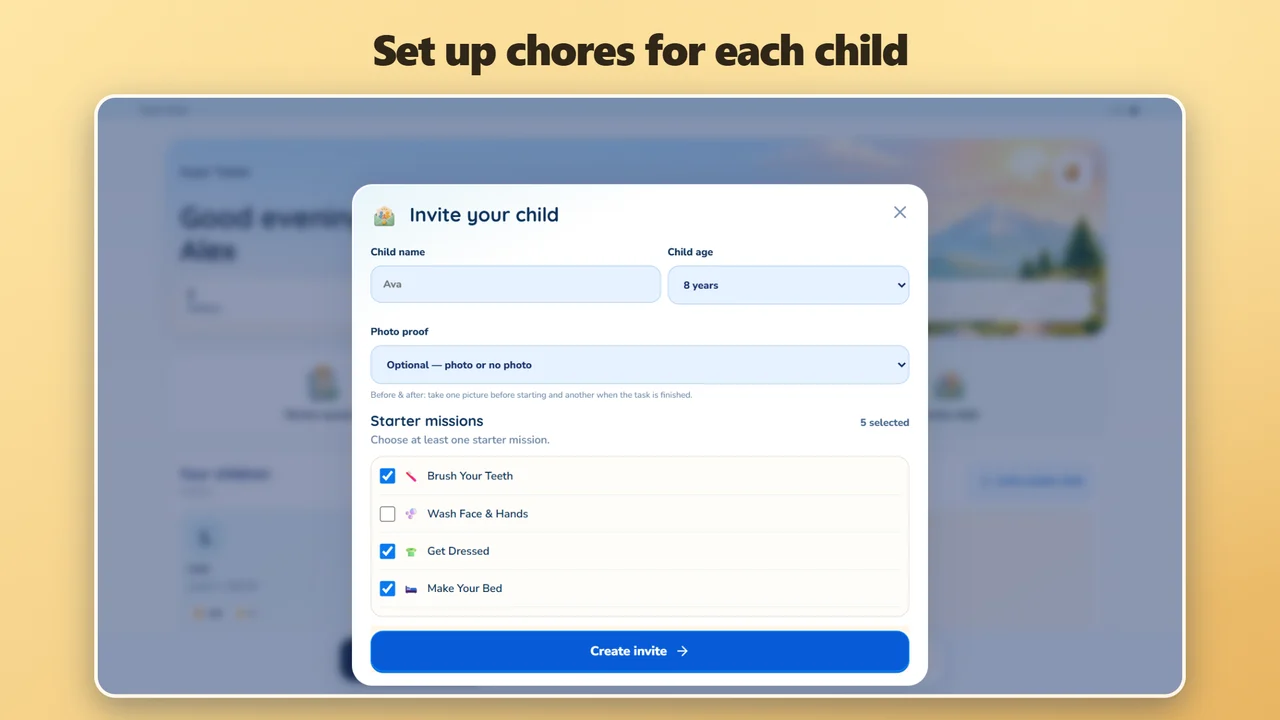 Set up chores for each child
Good evening
Alex
Invite your child
Child name
Child age
Ava
8 years
Photo proof
Optional — photo or no photo
Before & after: take one picture before starting and another when the task is finished.
Starter missions
5 selected
Choose at least one starter mission.
Brush Your Teeth
Wash Face & Hands
Get Dressed
Make Your Bed
Create invite →